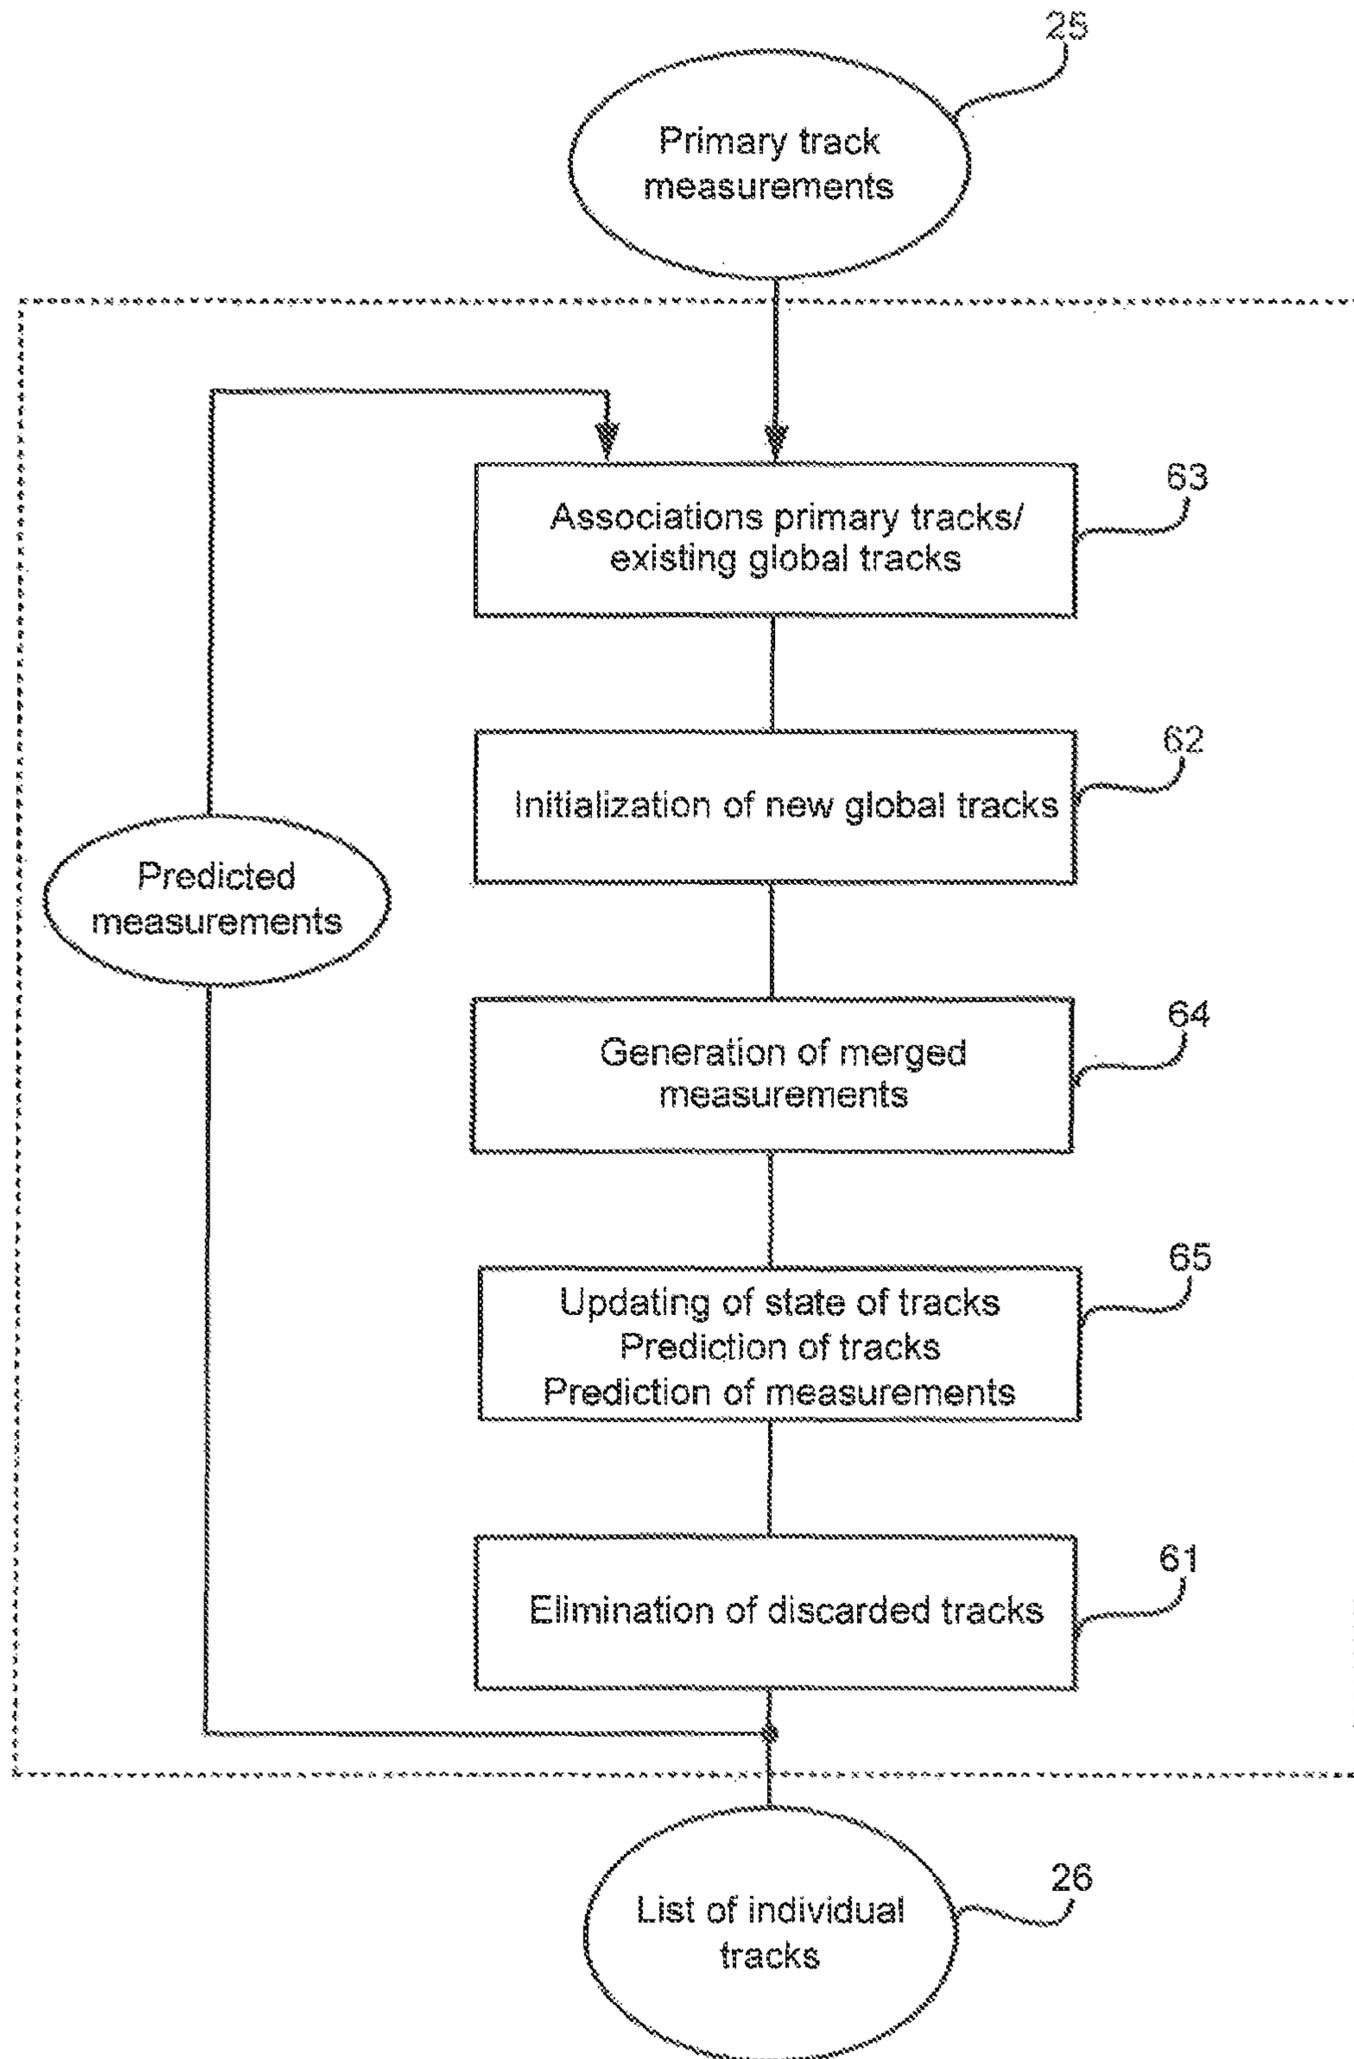 25
Primary track
measurements
63
Associations primary tracks/
existing global tracks
62
Initialization of new global tracks
Predicted
measurements
64
Generation of merged
measurements
65
Updating of state of tracks
Prediction of tracks
Prediction of measurements
61
Elimination of discarded tracks
26
List of individual
tracks